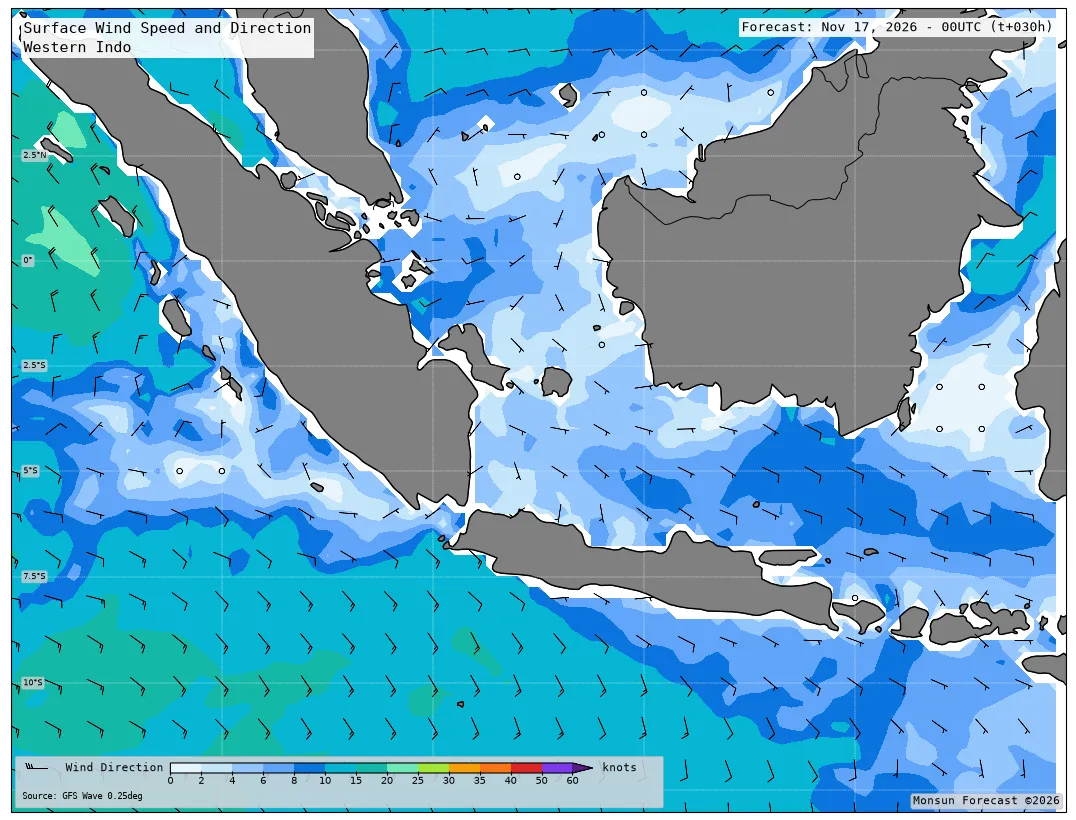 Surface Wind Speed and Direction
Western Indo
Forecast: Nov 17, 2026 - 00UTC (t+030h)
2.5°N
0°
2.5°S
5°S
7.5°S
10°S
Wind Direction
0 2 4 6 8 10 15 20 25 30 35 40 50 60
knots
Source: GFS Wave 0.25deg
Monsun Forecast ©2026